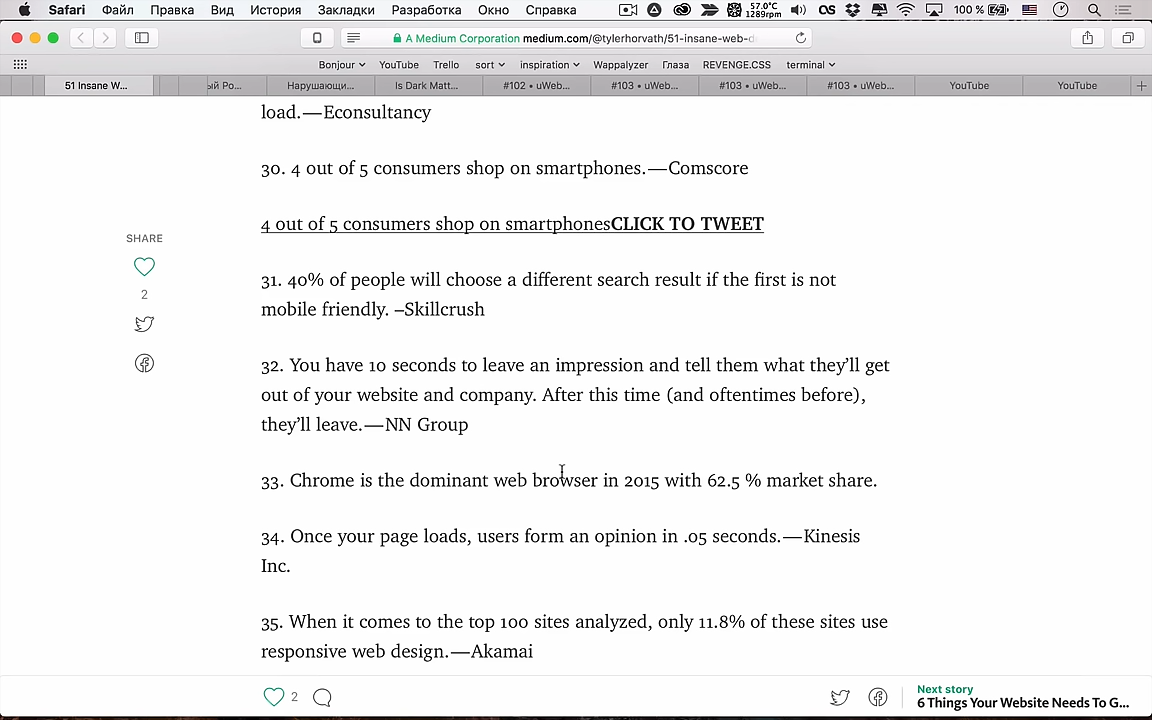 Safari Файл Правка Вид История Закладки Разработка Окно Справка 57.0°C 1289rpm 100 %
A Medium Corporation medium.com/@tylerhorvath/51-insane-web-d
Bonjour YouTube Trello sort inspiration Wappalyzer Глаза REVENGE.CSS terminal
51 Insane W... ый Ро... Нарушающи... Is Dark Matt... #102 • uWeb... #103 • uWeb... #103 • uWeb... #103 • uWeb... YouTube YouTube
load.—Econsultancy
30. 4 out of 5 consumers shop on smartphones.—Comscore
4 out of 5 consumers shop on smartphonesCLICK TO TWEET
SHARE
2
31. 40% of people will choose a different search result if the first is not
mobile friendly. –Skillcrush
32. You have 10 seconds to leave an impression and tell them what they’ll get
out of your website and company. After this time (and oftentimes before),
they’ll leave.—NN Group
33. Chrome is the dominant web browser in 2015 with 62.5 % market share.
34. Once your page loads, users form an opinion in .05 seconds.—Kinesis
Inc.
35. When it comes to the top 100 sites analyzed, only 11.8% of these sites use
responsive web design.—Akamai
2
Next story
6 Things Your Website Needs To G...